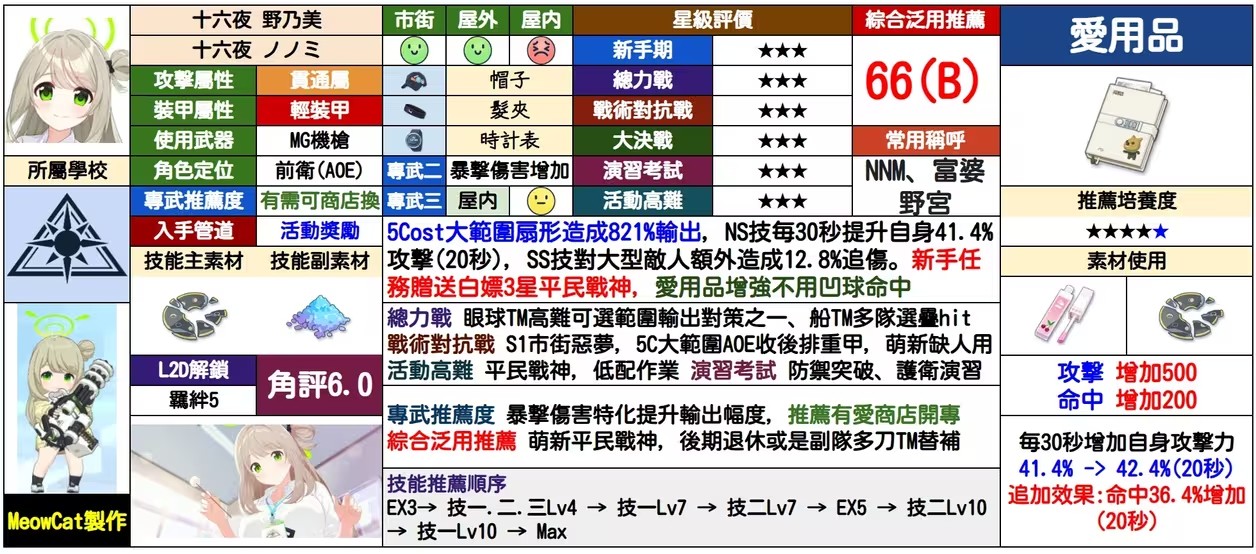 十六夜 野乃美
十六夜 ノノミ
攻擊屬性 貫通屬
裝甲屬性 輕裝甲
使用武器 MG機槍
所屬學校
角色定位 前衛(AOE)
專武推薦度 有需可商店換
入手管道 活動獎勵
技能主素材 技能副素材
L2D解鎖
羈絆5
角評6.0
MeowCat製作
市街 屋外 屋内
帽子
髮夾
時計表
專武二 暴擊傷害增加
專武三 屋内
星級評價
新手期 ★★★
總力戰 ★★★
戰術對抗戰 ★★★
大決戰 ★★★
演習考試 ★★★
活動高難 ★★★
綜合泛用推薦
66(B)
常用稱呼
NNM、富婆
野宮
5Cost大範圍扇形造成821%輸出，NS技每30秒提升自身41.4%
攻擊(20秒)，SS技對大型敵人額外造成12.8%追傷。新手任
務贈送白嫖3星平民戰神，愛用品增強不用凹球命中
總力戰 眼球TM高難可選範圍輸出對策之一、船TM多隊選疊hit
戰術對抗戰 S1市街惡夢，5C大範圍AOE收後排重甲，萌新缺人用
活動高難 平民戰神，低配作業 演習考試 防禦突破、護衛演習
專武推薦度 暴擊傷害特化提升輸出幅度，推薦有愛商店開專
綜合泛用推薦 萌新平民戰神，後期退休或是副隊多刀TM替補
技能推薦順序
EX3→ 技一.二.三Lv4 → 技一Lv7 → 技二Lv7 → EX5 → 技二Lv10
→ 技一Lv10 → Max
愛用品
推薦培養度
★★★★★
素材使用
攻擊 增加500
命中 增加200
每30秒增加自身攻擊力
41.4% -> 42.4%(20秒)
追加效果:命中36.4%增加
(20秒)